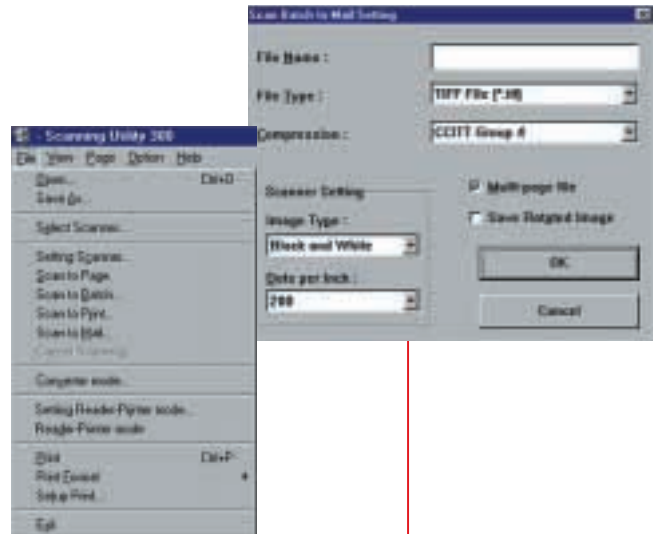 Scan Batch to Mail Setting
File Name :
File Type :
TIFF File (*.tif)
Compression :
CCITT Group 4
Scanner Setting
Image Type :
Black and White
Dots per Inch :
200
Multi-page file
Save Rotated Image
OK
Cancel
- Scanning Utility 300
File View Page Option Help
Open... Ctrl+O
Save As...
Select Scanner...
Setting Scanner...
Scan to Page
Scan to Batch...
Scan to Print...
Scan to Mail...
Cancel Scanning
Converter mode...
Setting Reader-Printer mode...
Reader-Printer mode
Print Ctrl+P
Print Format
Setup Print...
Exit